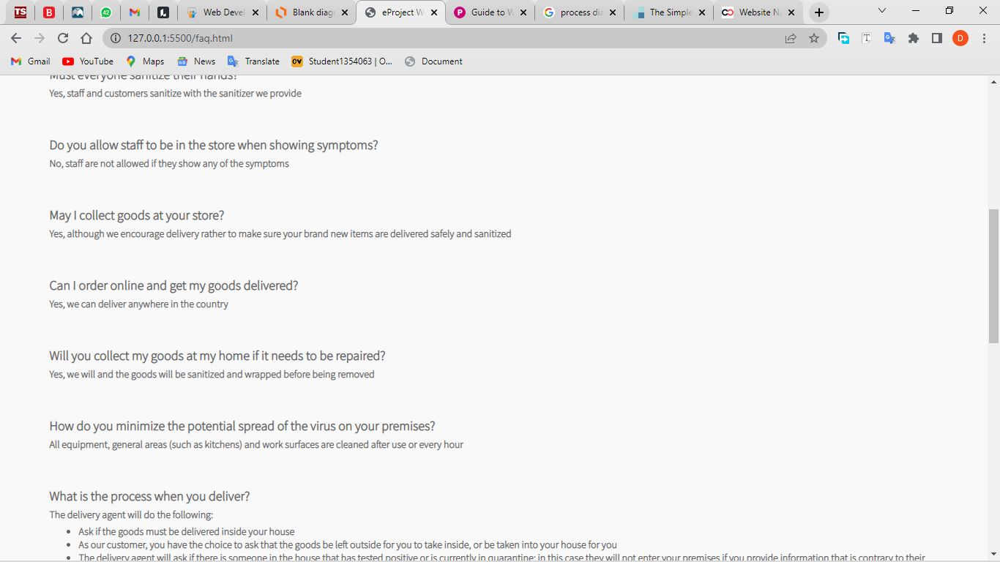 TS
B
42
L
Web Devel
Blank diag
eProject W
P
Guide to W
G
process dia
The Simple
Website Na
127.0.0.1:5500/faq.html
T
D
Gmail
YouTube
Maps
News
Translate
OV
Student1354063 | O...
Document
Must everyone sanitize their hands?
Yes, staff and customers sanitize with the sanitizer we provide
Do you allow staff to be in the store when showing symptoms?
No, staff are not allowed if they show any of the symptoms
May I collect goods at your store?
Yes, although we encourage delivery rather to make sure your brand new items are delivered safely and sanitized
Can I order online and get my goods delivered?
Yes, we can deliver anywhere in the country
Will you collect my goods at my home if it needs to be repaired?
Yes, we will and the goods will be sanitized and wrapped before being removed
How do you minimize the potential spread of the virus on your premises?
All equipment, general areas (such as kitchens) and work surfaces are cleaned after use or every hour
What is the process when you deliver?
The delivery agent will do the following:
• Ask if the goods must be delivered inside your house
• As our customer, you have the choice to ask that the goods be left outside for you to take inside, or be taken into your house for you
• The delivery agent will ask if there is someone in the house that has tested positive or is currently in quarantine; in this case they will not enter your premises if you provide information that is contrary to their